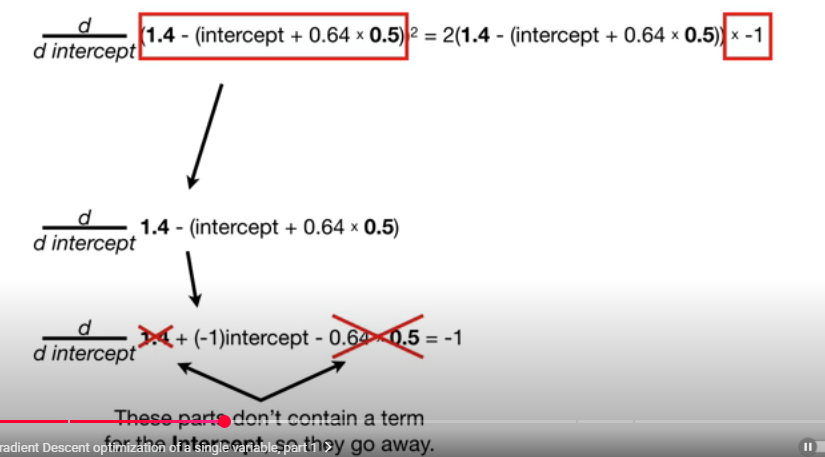 d
d intercept
(1.4 - (intercept + 0.64 × 0.5))² = 2(1.4 - (intercept + 0.64 × 0.5)) × -1
d
d intercept
1.4 - (intercept + 0.64 × 0.5)
d
d intercept
1.4 + (-1)intercept - 0.64 × 0.5 = -1
These parts don't contain a term
for the Intercept, so they go away.
radient Descent optimization of a single variable, part 1